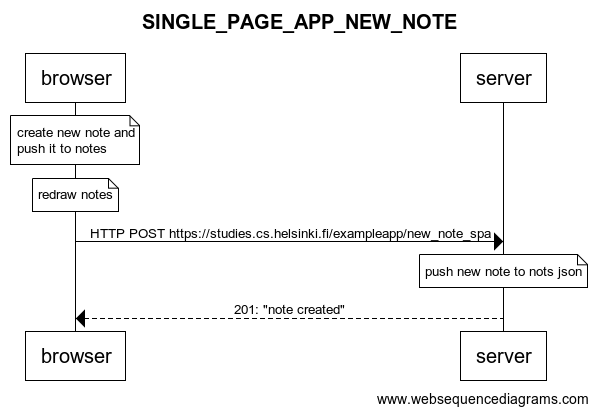 SINGLE_PAGE_APP_NEW_NOTE
browser
server
create new note and
push it to notes
redraw notes
HTTP POST https://studies.cs.helsinki.fi/exampleapp/new_note_spa
push new note to nots json
201: "note created"
browser
server
www.websequencediagrams.com